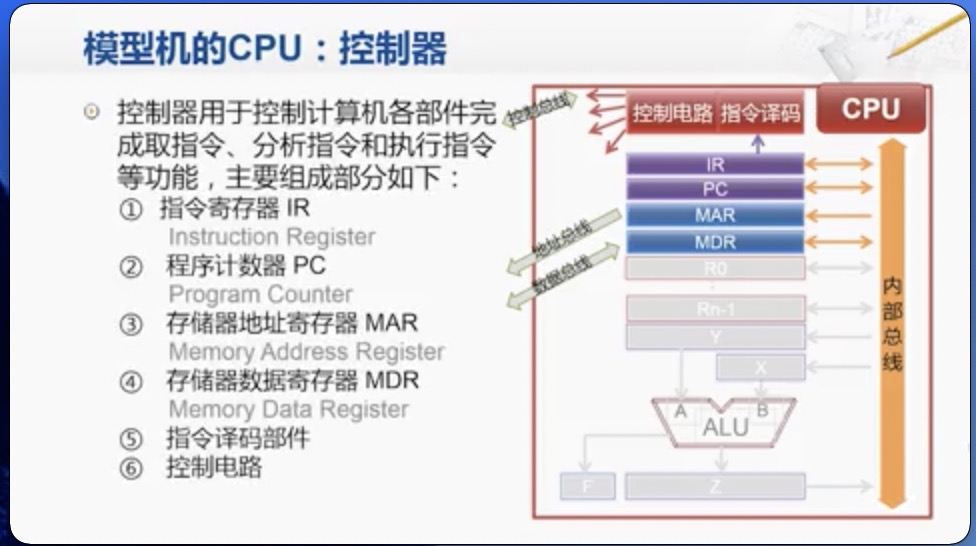 模型机的CPU：控制器
控制器用于控制计算机各部件完
成取指令、分析指令和执行指令
等功能，主要组成部分如下：
① 指令寄存器 IR
Instruction Register
② 程序计数器 PC
Program Counter
③ 存储器地址寄存器 MAR
Memory Address Register
④ 存储器数据寄存器 MDR
Memory Data Register
⑤ 指令译码部件
⑥ 控制电路
控制总线
地址总线
数据总线
控制电路 指令译码
CPU
IR
PC
MAR
MDR
R0
Rn-1
Y
X
A
B
ALU
F
Z
内部总线